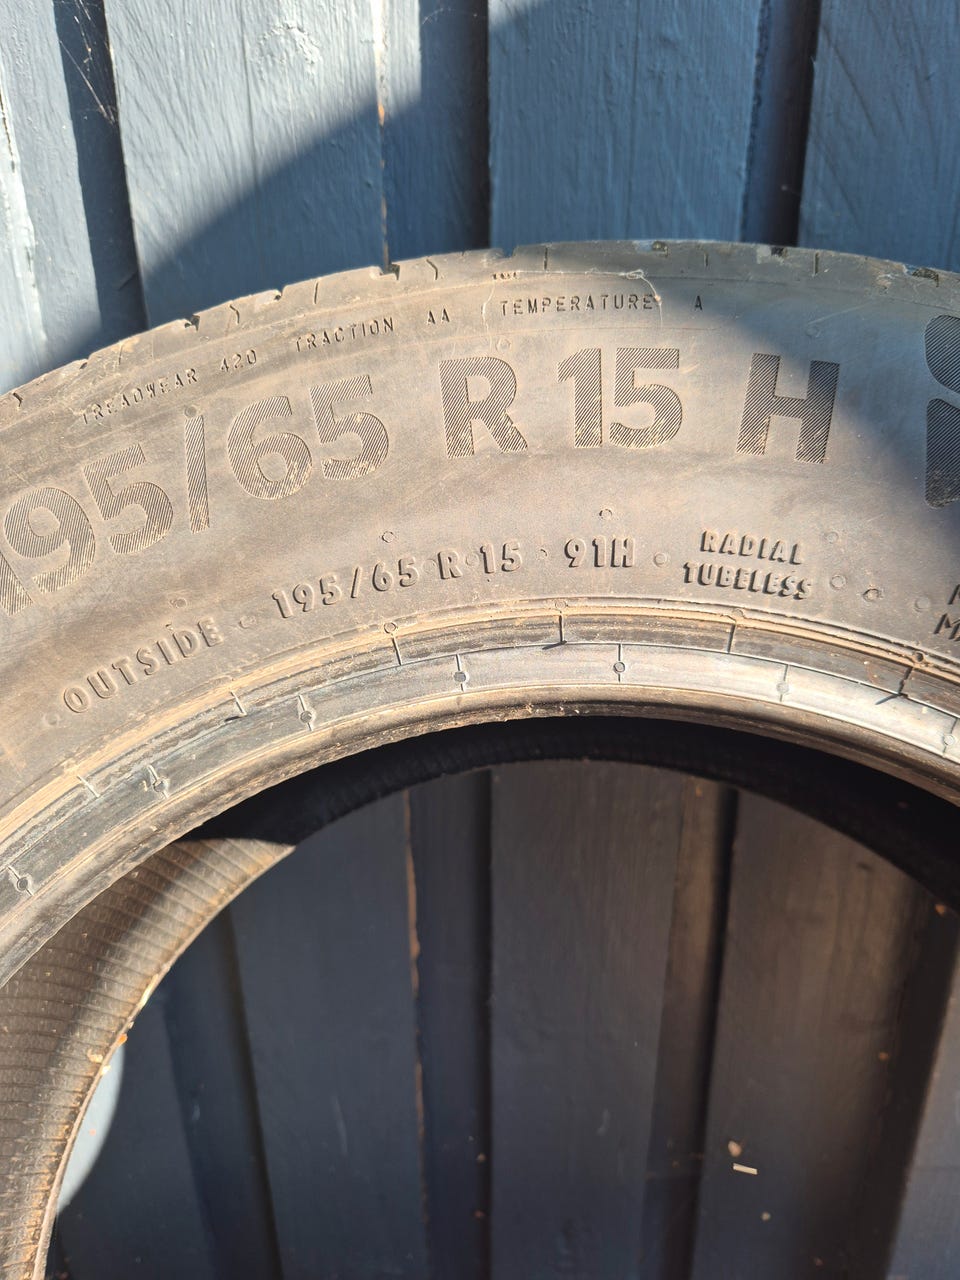 TREADWEAR 420 TRACTION AA TEMPERATURE A
195/65 R 15 H
OUTSIDE 195/65 R 15 91H RADIAL
TUBELESS